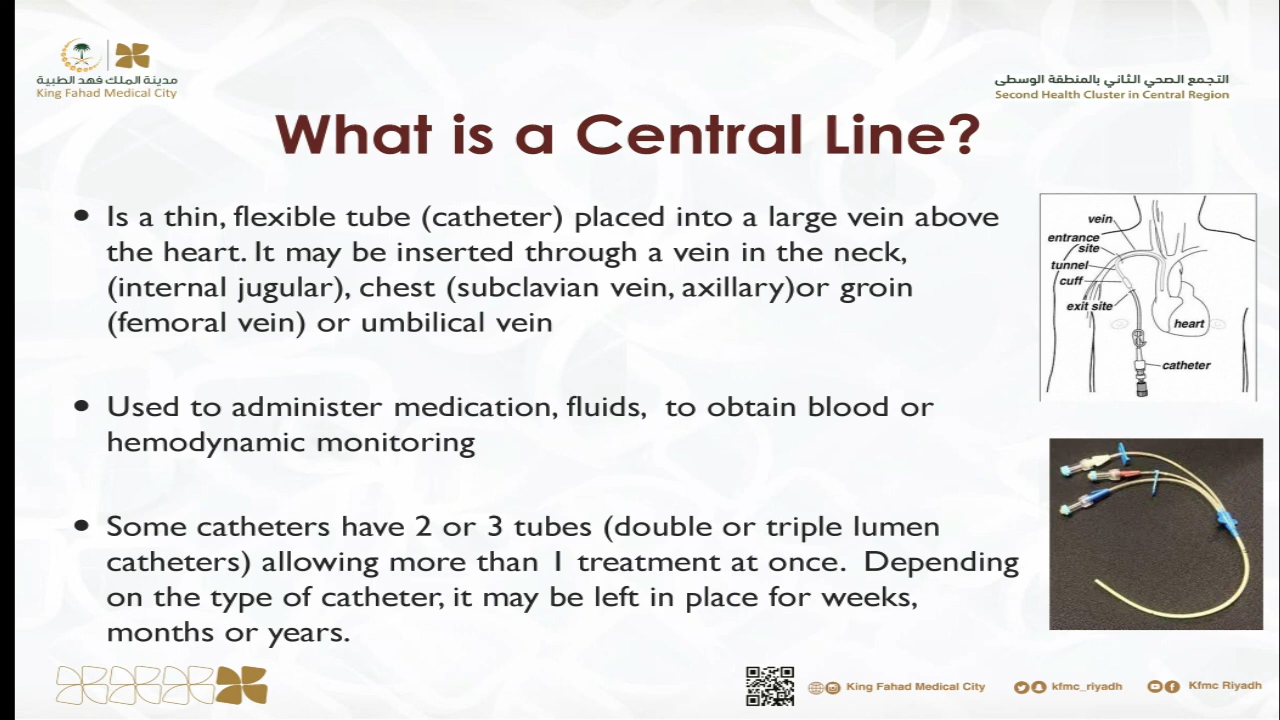 مدينة الملك فهد الطبية
King Fahad Medical City
التجمع الصحي الثاني بالمنطقة الوسطى
Second Health Cluster in Central Region
What is a Central Line?
• Is a thin, flexible tube (catheter) placed into a large vein above
the heart. It may be inserted through a vein in the neck,
(internal jugular), chest (subclavian vein, axillary)or groin
(femoral vein) or umbilical vein
• Used to administer medication, fluids,  to obtain blood or
hemodynamic monitoring
• Some catheters have 2 or 3 tubes (double or triple lumen
catheters) allowing more than 1 treatment at once.  Depending
on the type of catheter, it may be left in place for weeks,
months or years.
vein
entrance
site
tunnel
cuff
exit site
heart
catheter
King Fahad Medical City
kfmc_riyadh
Kfmc Riyadh